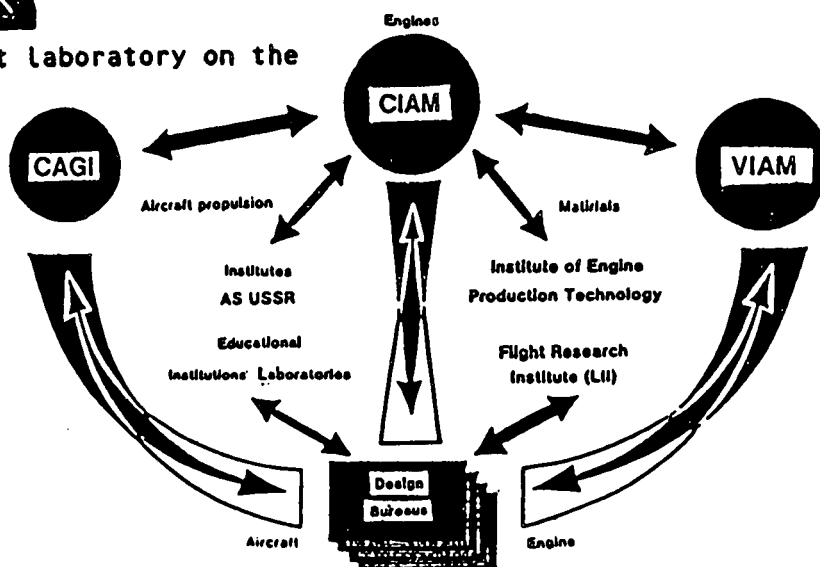 Engines
t laboratory on the
CIAM
CAGI
VIAM
Aircraft propulsion
Matirials
Institutes
AS USSR
Institute of Engine
Production Technology
Educational
Institutions' Laboratories
Flight Research
Institute (LII)
Design
Bureaus
Aircraft
Engine